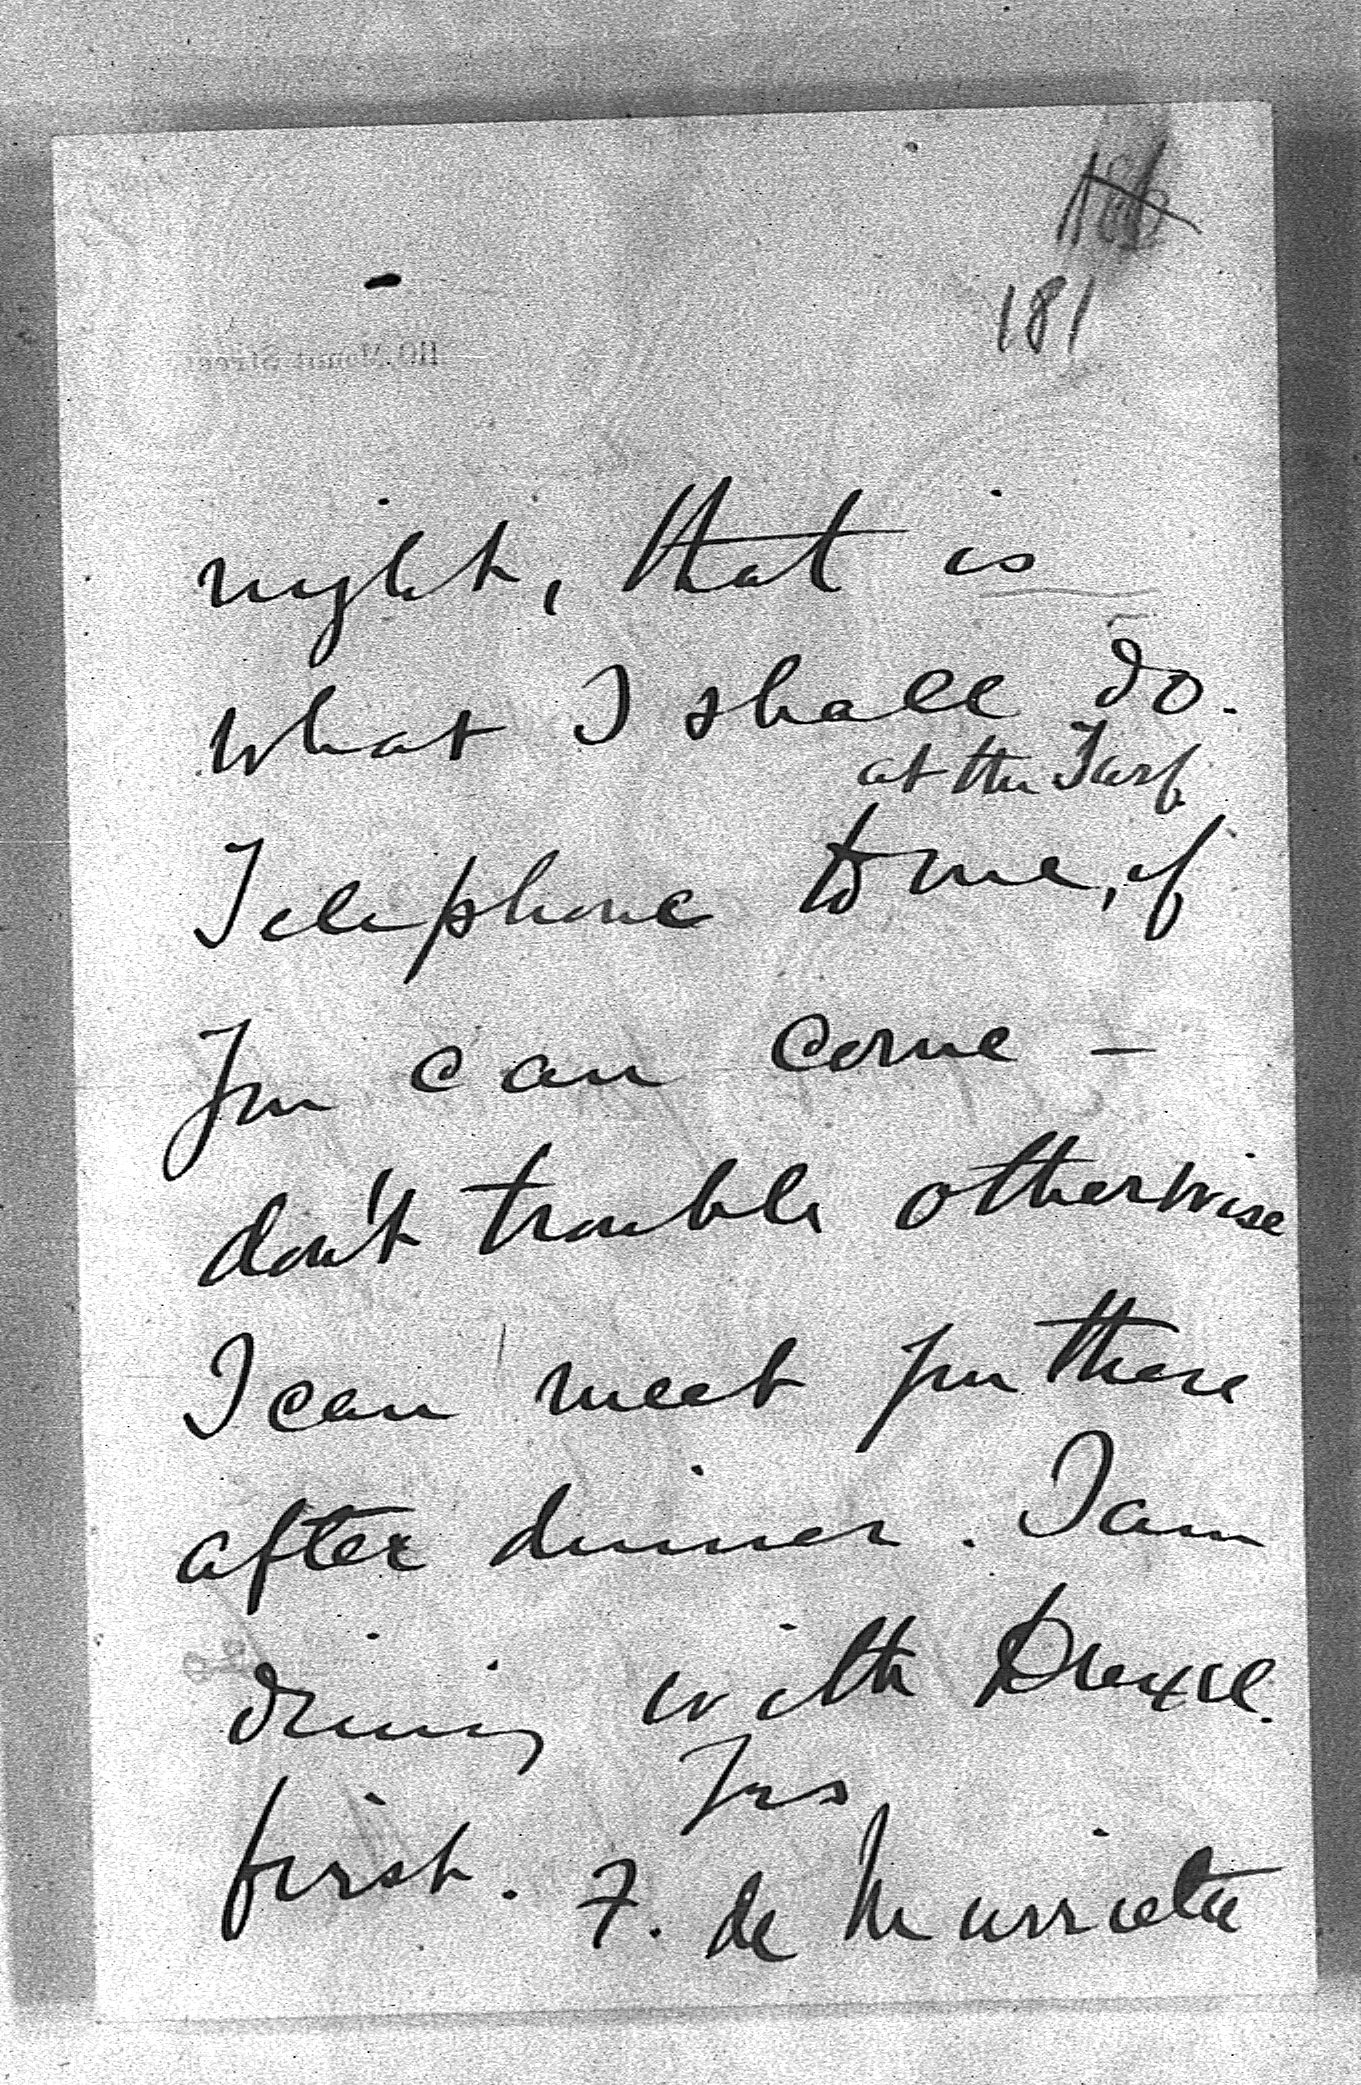 181
night, that is
what I shall do.
at the Turf
Telephone to me, if
you can come –
don't trouble otherwise
I can meet you there
after dinner. I am
dining with Drexel
first. Yrs
F. de Murrieta